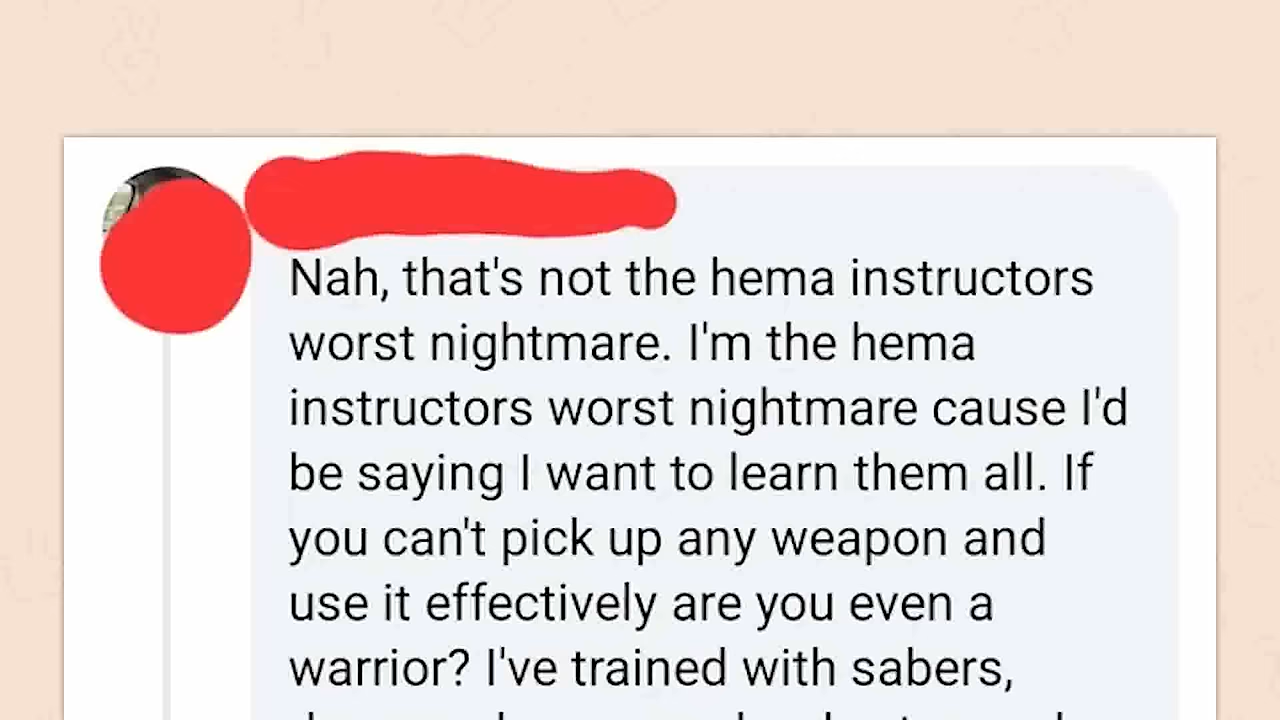 Nah, that's not the hema instructors
worst nightmare. I'm the hema
instructors worst nightmare cause I'd
be saying I want to learn them all. If
you can't pick up any weapon and
use it effectively are you even a
warrior? I've trained with sabers,